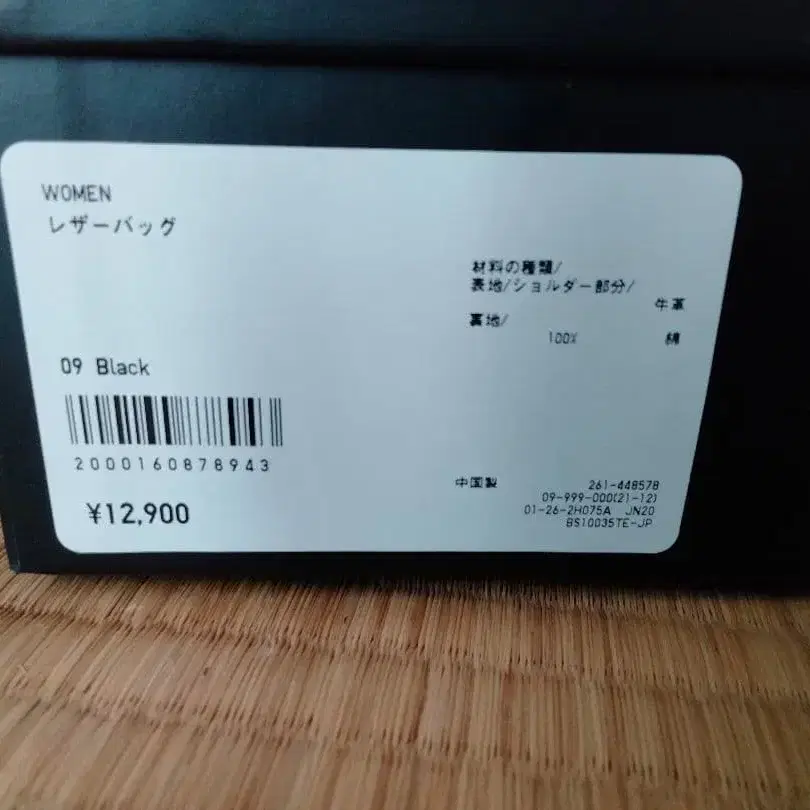 WOMEN
レザーバッグ
材料の種類/
表地/ショルダー部分/
牛革
裏地/
100% 綿
09 Black
2000160878943
¥12,900
中国製
261-448578
09-999-000(21-12)
01-26-2H075A JN20
BS10035TE-JP